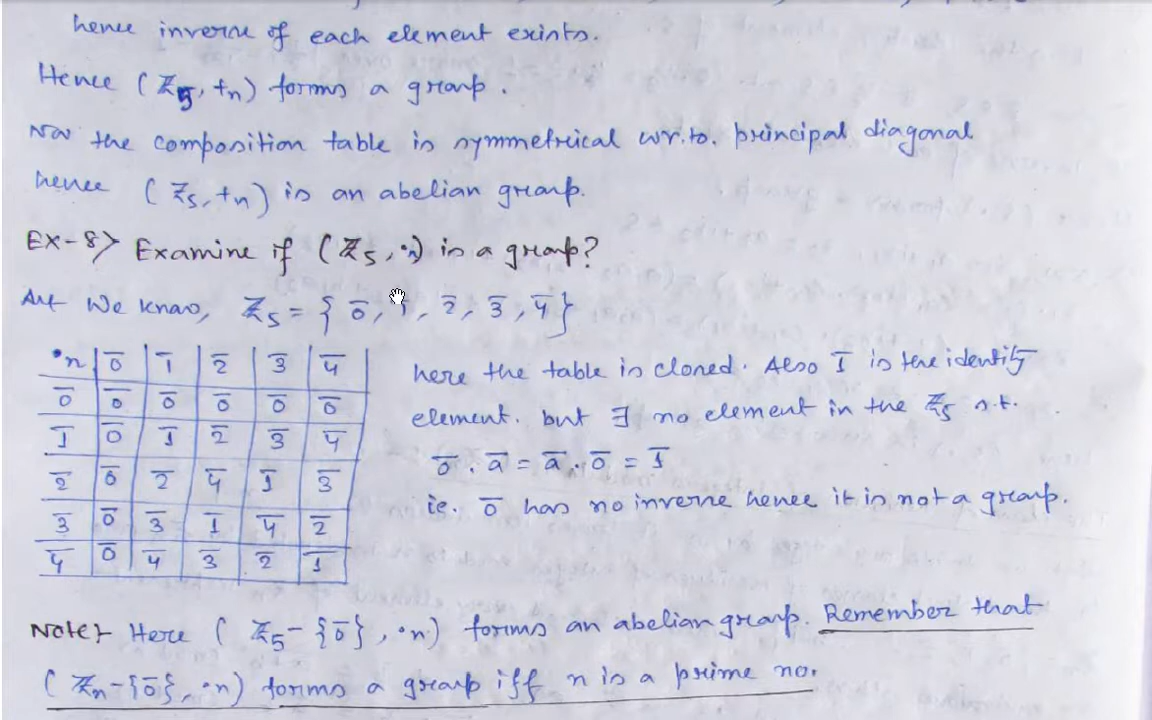 hence inverse of each element exists.
Hence (ℤ5, +n) forms a group.
Now the composition table is symmetrical w.r.to. principal diagonal
hence (ℤ5, +n) is an abelian group.
EX-8> Examine if (ℤ5, ·n) is a group?
We know, ℤ5 = { 0̅, 1̅, 2̅, 3̅, 4̅ }
·n 0̅ 1̅ 2̅ 3̅ 4̅
0̅ 0̅ 0̅ 0̅ 0̅ 0̅
1̅ 0̅ 1̅ 2̅ 3̅ 4̅
2̅ 0̅ 2̅ 4̅ 1̅ 3̅
3̅ 0̅ 3̅ 1̅ 4̅ 2̅
4̅ 0̅ 4̅ 3̅ 2̅ 1̅
here the table is closed. Also 1̅ is the identity
element. but ∃ no element in the ℤ5 s.t.
0̅ · a̅ = a̅ · 0̅ = 1̅
ie. 0̅ has no inverse hence it is not a group.
Note:- Here ( ℤ5 - {0̅}, ·n) forms an abelian group. Remember that
( ℤn - {0̅}, ·n) forms a group iff n is a prime no.